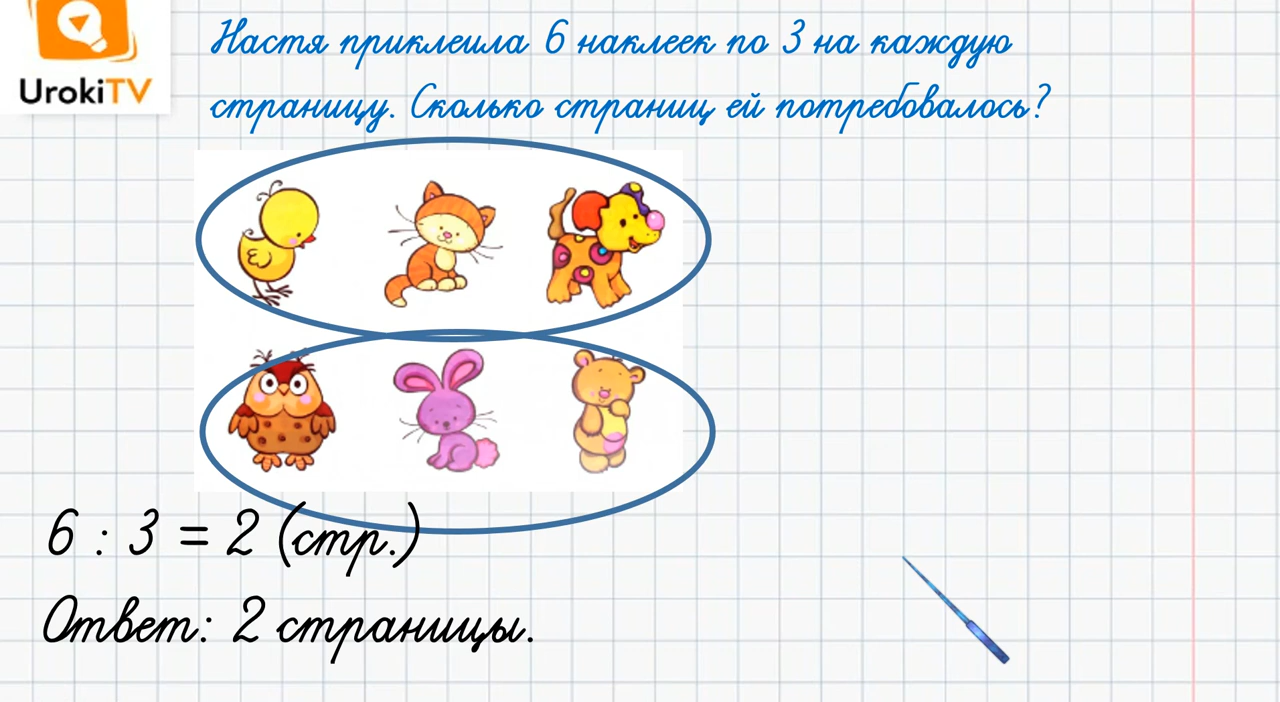 UrokiTV
Настя приклеила 6 наклеек по 3 на каждую
страницу. Сколько страниц ей потребовалось?
6 : 3 = 2 (стр.)
Ответ: 2 страницы.